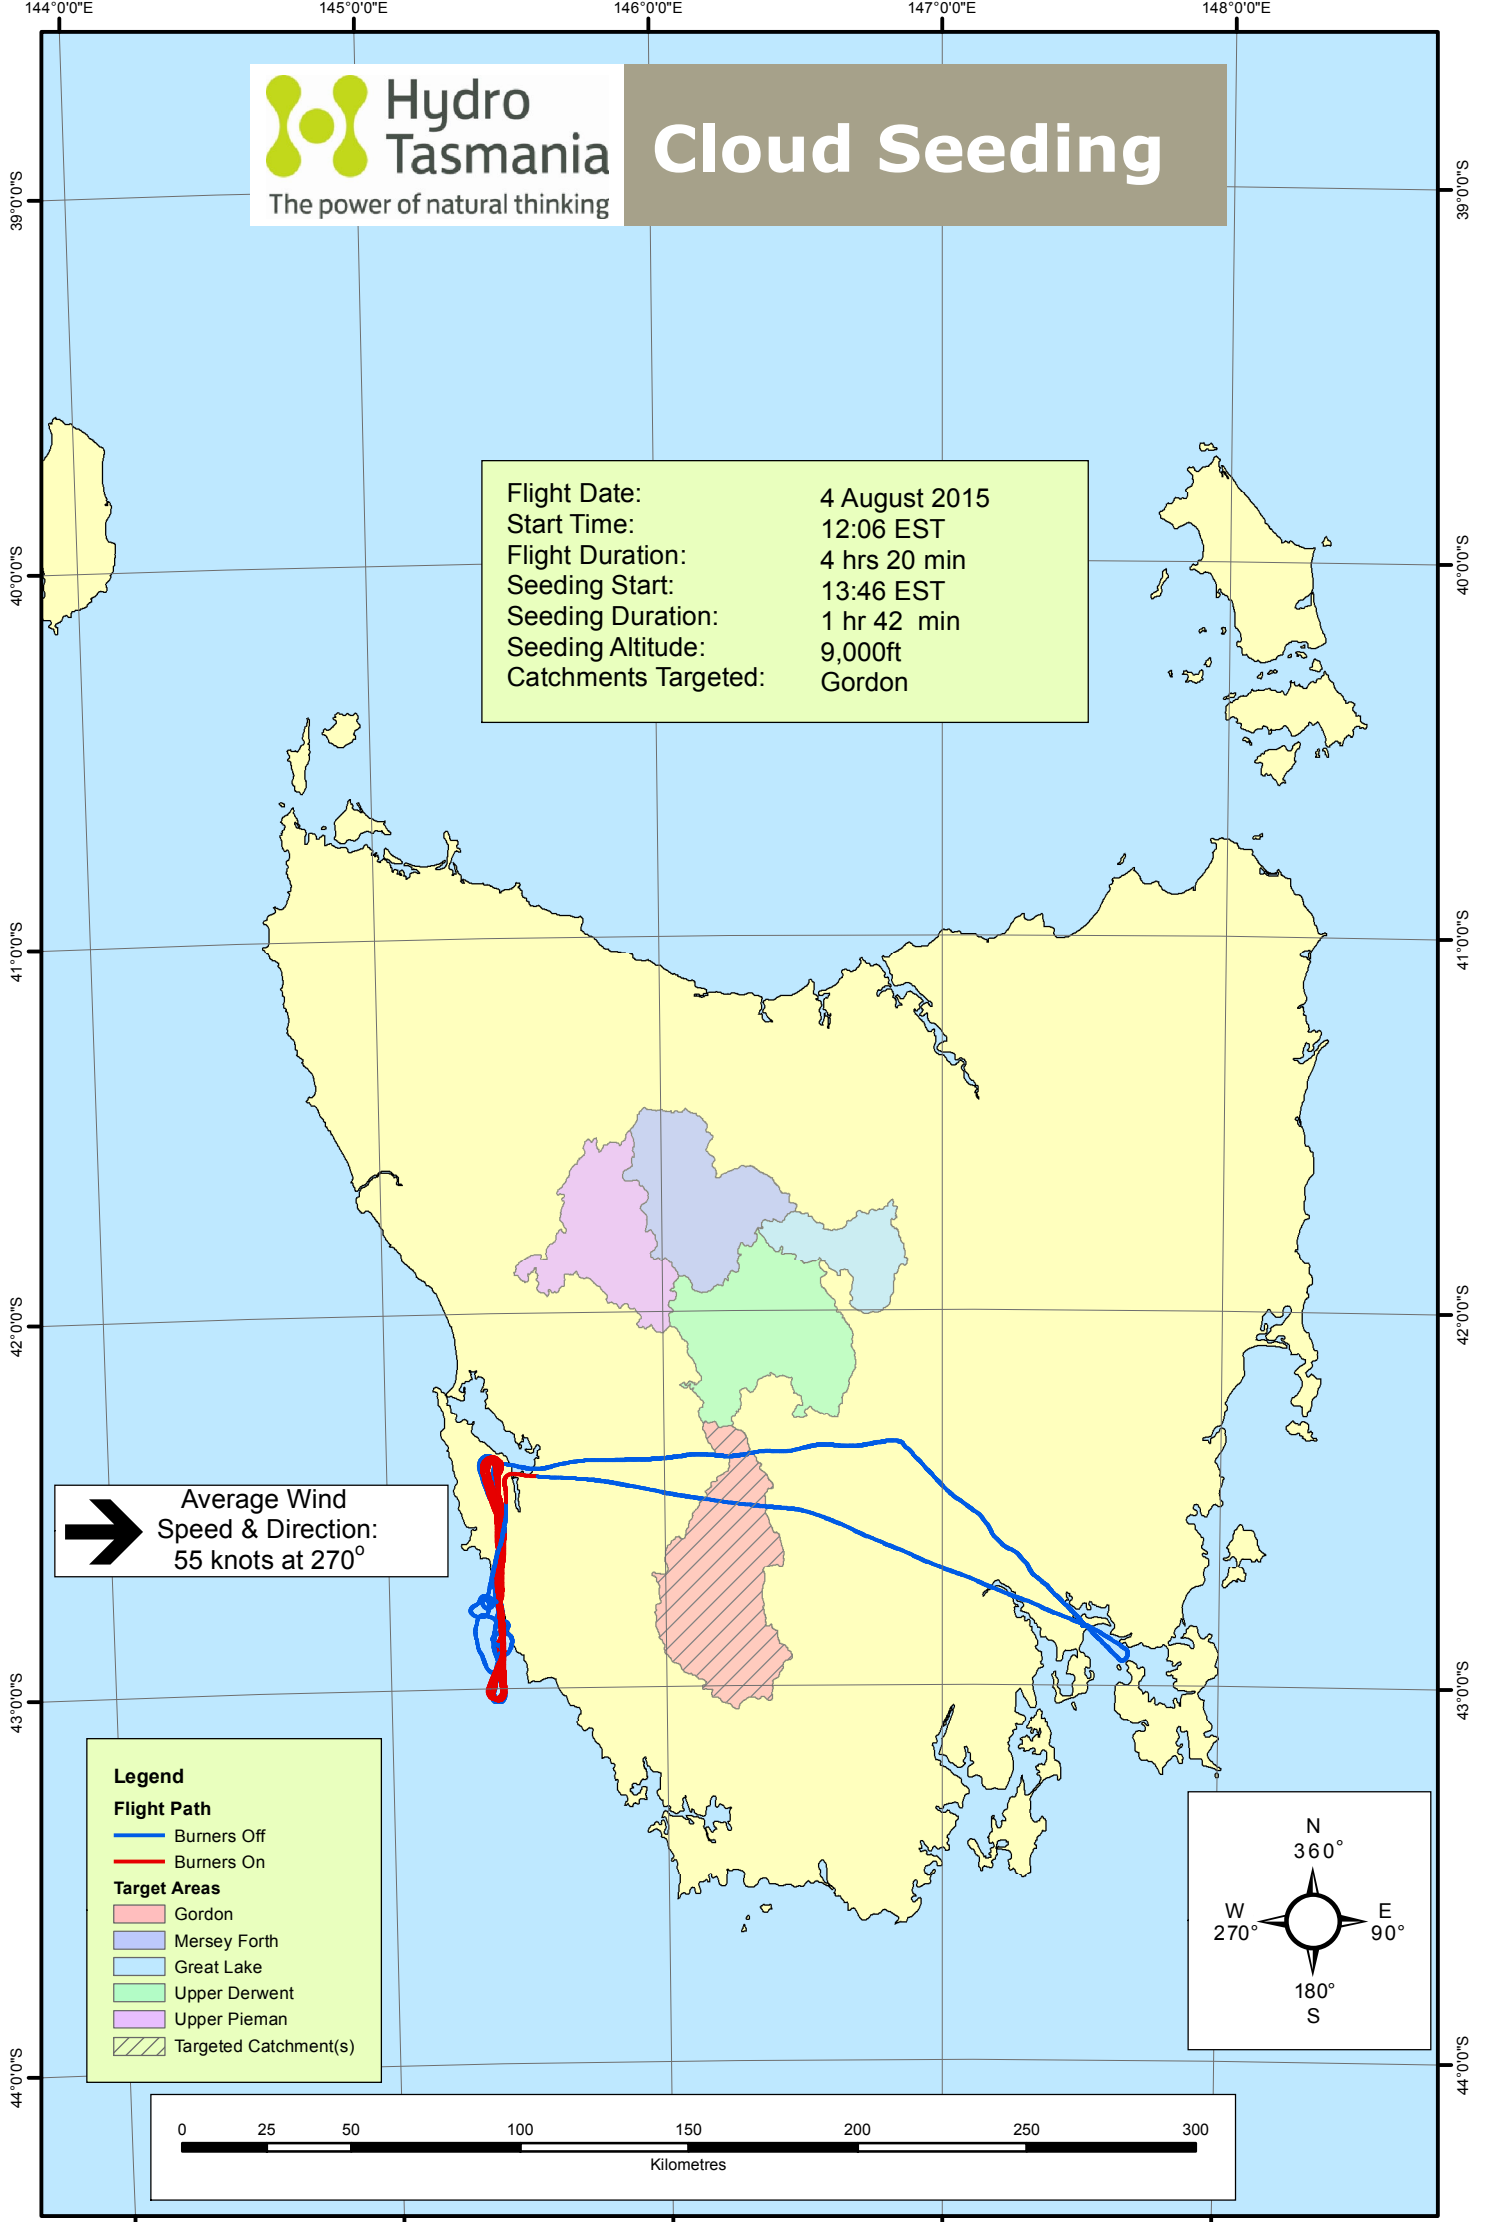 144°0'0"E 145°0'0"E 146°0'0"E 147°0'0"E 148°0'0"E
Hydro
Tasmania
The power of natural thinking
Cloud Seeding
39°0'0"S 39°0'0"S
Flight Date: 4 August 2015
Start Time: 12:06 EST
Flight Duration: 4 hrs 20 min
Seeding Start: 13:46 EST
Seeding Duration: 1 hr 42 min
Seeding Altitude: 9,000ft
Catchments Targeted: Gordon
40°0'0"S 40°0'0"S
41°0'0"S 41°0'0"S
42°0'0"S 42°0'0"S
Average Wind
Speed & Direction:
55 knots at 270°
43°0'0"S 43°0'0"S
Legend
Flight Path
Burners Off
Burners On
Target Areas
Gordon
Mersey Forth
Great Lake
Upper Derwent
Upper Pieman
Targeted Catchment(s)
N
360°
W E
270° 90°
180°
S
44°0'0"S 44°0'0"S
0 25 50 100 150 200 250 300
Kilometres